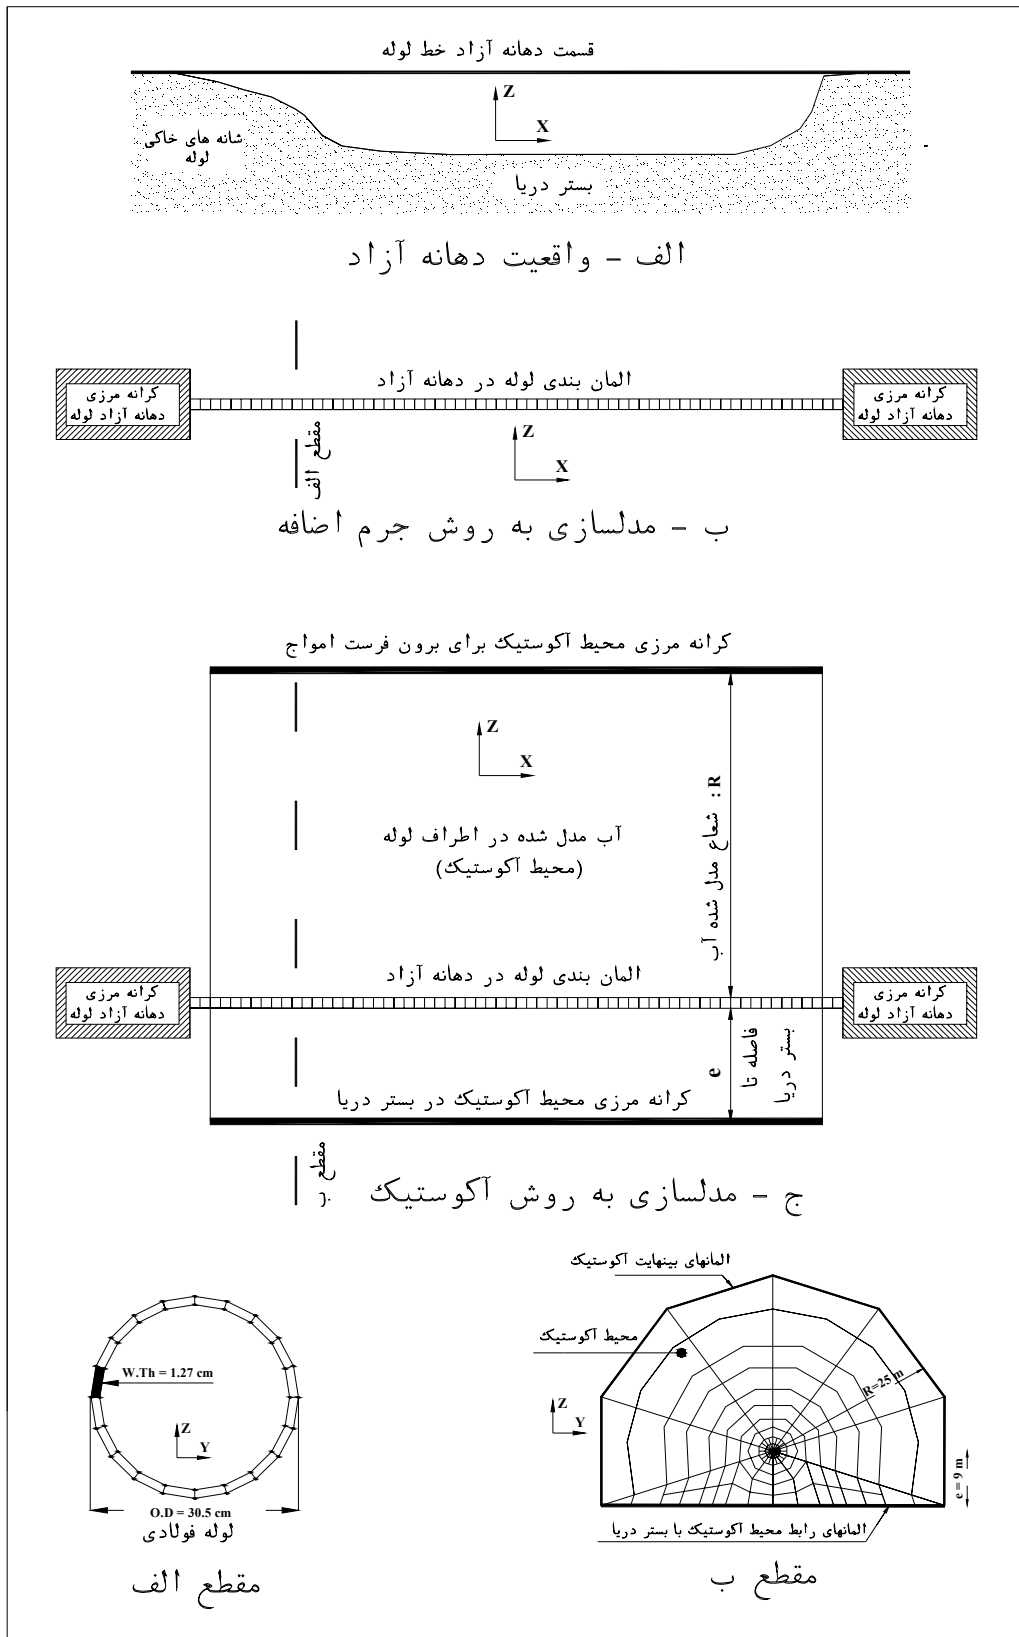 قسمت دهانه آزاد خط لوله
Z
X
شانه های خاکی
لوله
بستر دریا
الف - واقعیت دهانه آزاد
کرانه مرزی
دهانه آزاد لوله
المان بندی لوله در دهانه آزاد
کرانه مرزی
دهانه آزاد لوله
مقطع الف
Z
X
ب - مدلسازی به روش جرم اضافه
کرانه مرزی محیط آکوستیک برای برون فرست امواج
Z
X
شعاع مدل شده آب : R
آب مدل شده در اطراف لوله
(محیط آکوستیک)
المان بندی لوله در دهانه آزاد
کرانه مرزی
دهانه آزاد لوله
کرانه مرزی
دهانه آزاد لوله
e
فاصله تا
بستر دریا
کرانه مرزی محیط آکوستیک در بستر دریا
مقطع ب
ج - مدلسازی به روش آکوستیک
المانهای بینهایت آکوستیک
محیط آکوستیک
R=25 m
Z
Y
e = 9 m
المانهای رابط محیط آکوستیک با بستر دریا
مقطع ب
W.Th = 1.27 cm
Z
Y
O.D = 30.5 cm
لوله فولادی
مقطع الف